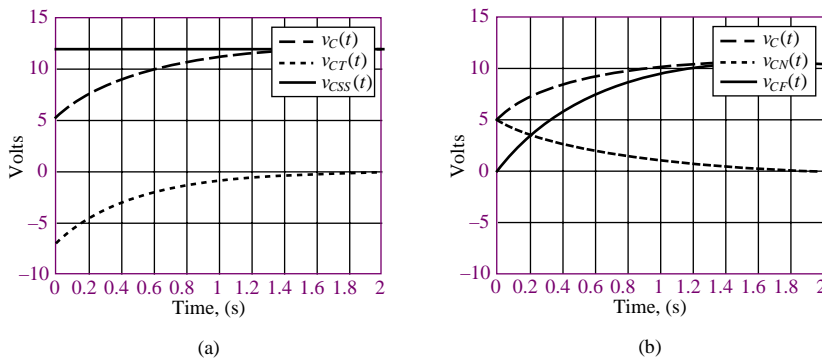 15
10
5
0
−5
−10
Volts
v_C(t)
v_CT(t)
v_CSS(t)
0 0.2 0.4 0.6 0.8 1 1.2 1.4 1.6 1.8 2
Time, (s)
(a)
15
10
5
0
−5
−10
Volts
v_C(t)
v_CN(t)
v_CF(t)
0 0.2 0.4 0.6 0.8 1 1.2 1.4 1.6 1.8 2
Time, (s)
(b)